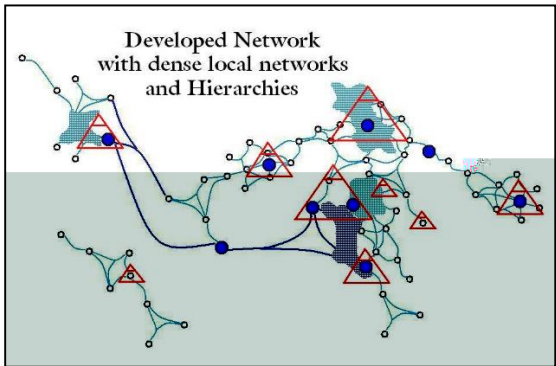 Developed Network
with dense local networks
and Hierarchies